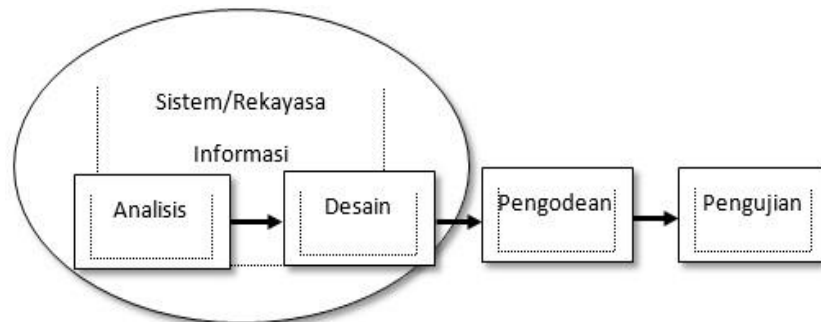 Sistem/Rekayasa
Informasi
Analisis
Desain
Pengodean
Pengujian